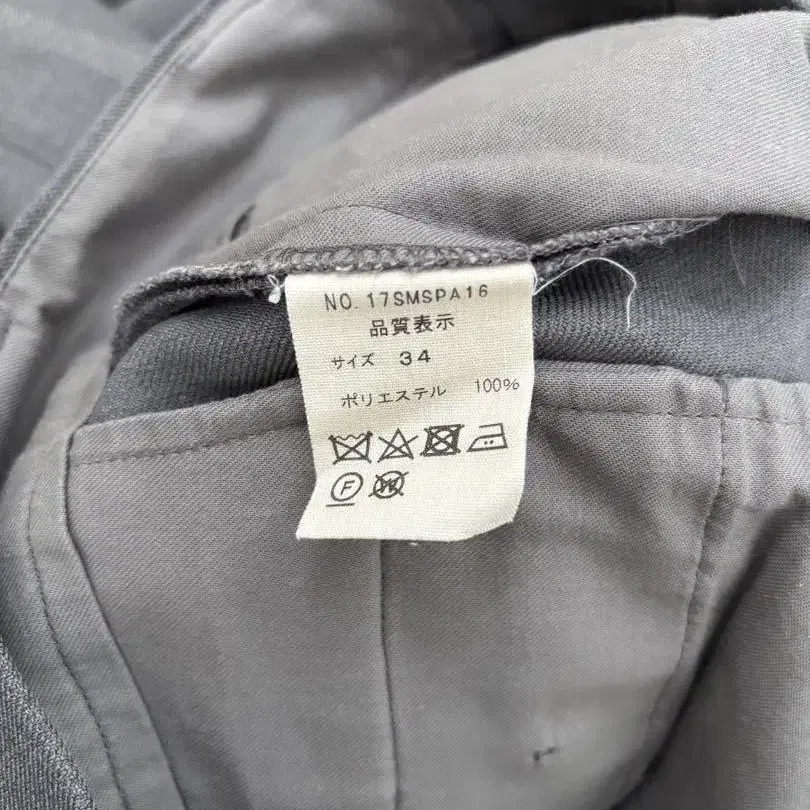 NO. 17SMSPA16
品質表示
サイズ 34
ポリエステル 100%
F
W